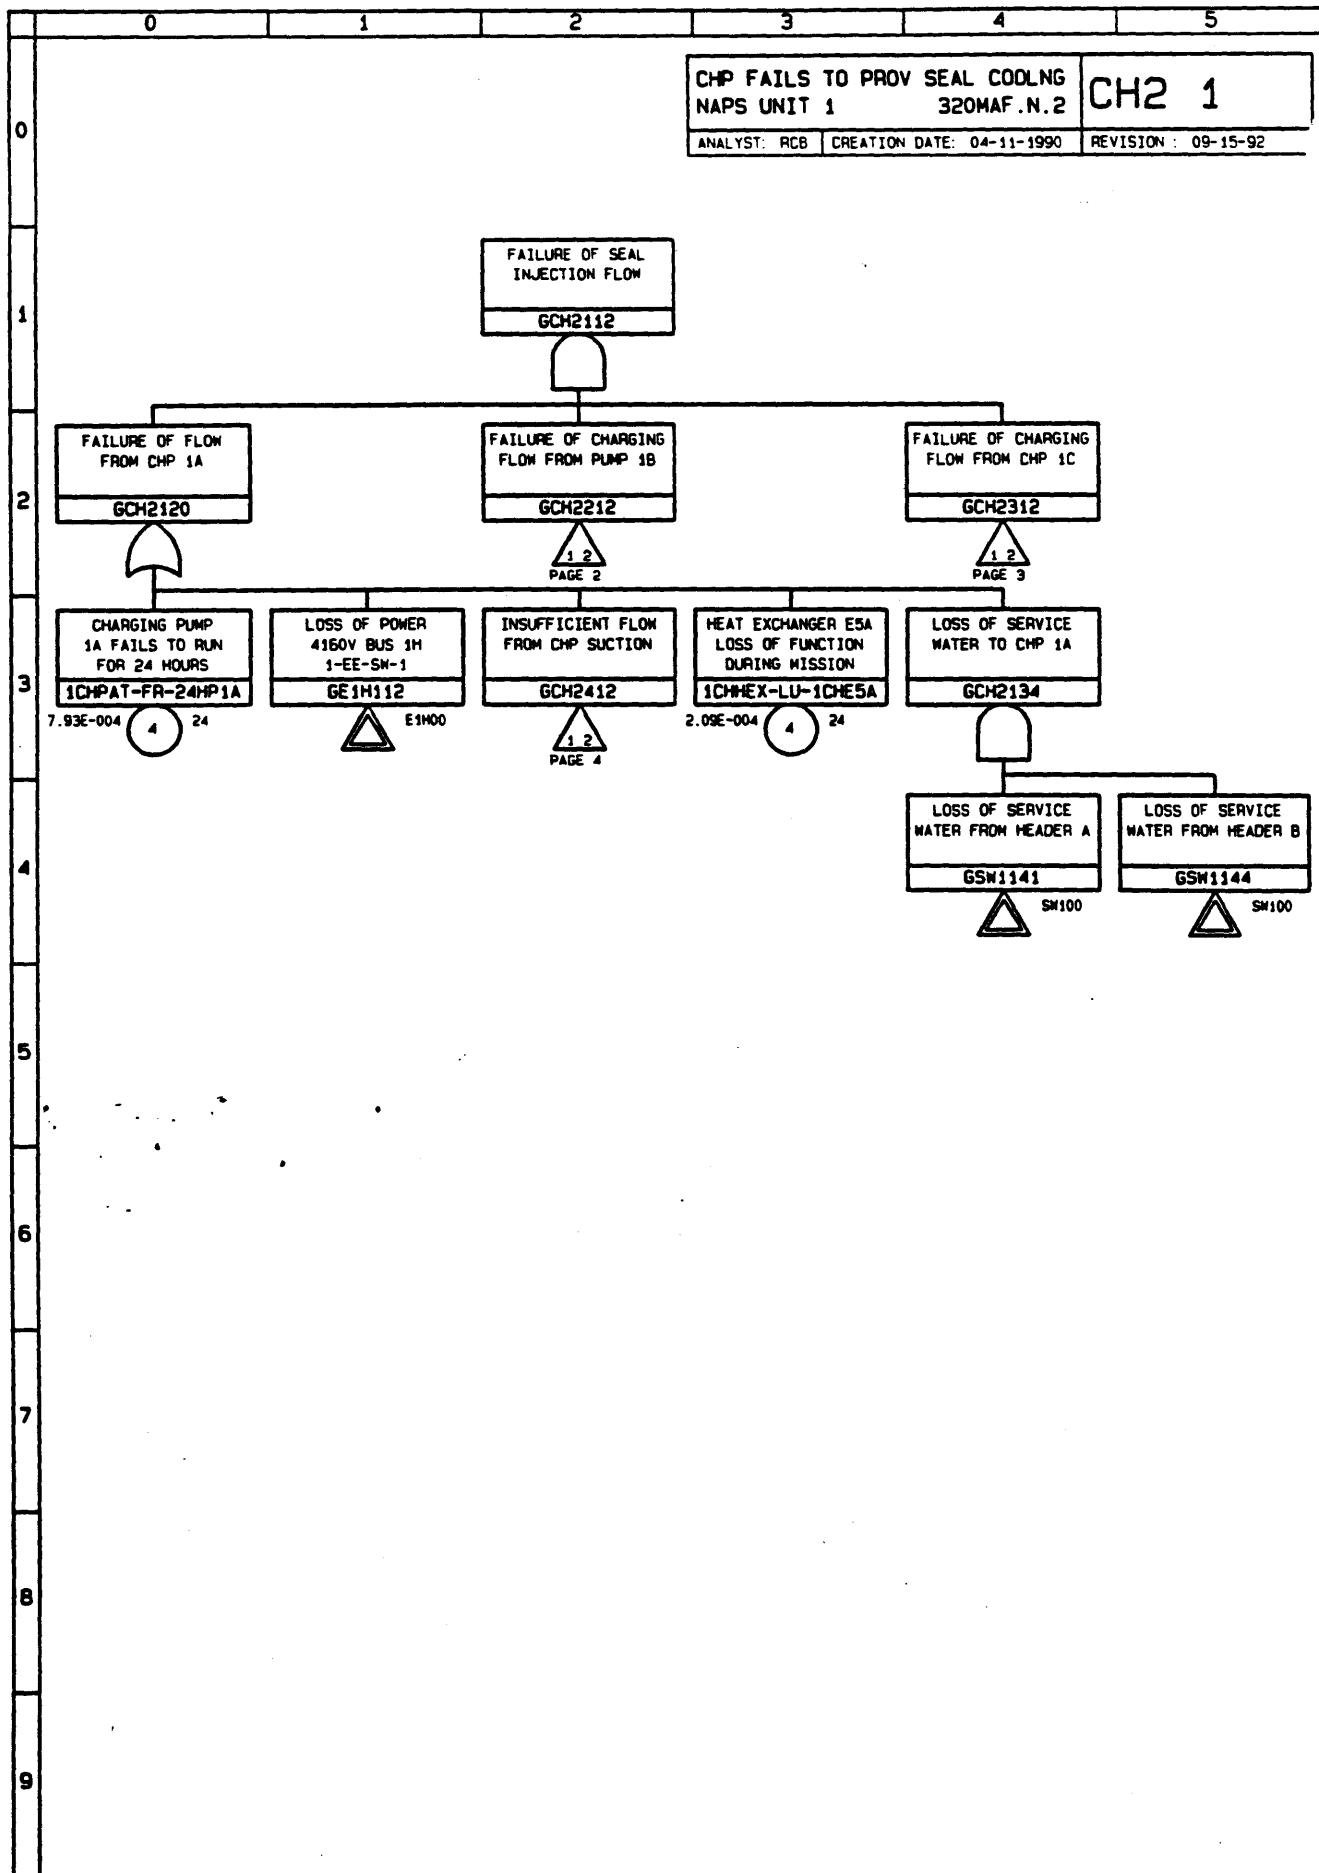 0 1 2 3 4 5
CHP FAILS TO PROV SEAL COOLNG
NAPS UNIT 1 320MAF.N.2
CH2 1
ANALYST: RCB CREATION DATE: 04-11-1990 REVISION : 09-15-92
0
FAILURE OF SEAL
INJECTION FLOW
GCH2112
1
FAILURE OF FLOW
FROM CHP 1A
GCH2120
FAILURE OF CHARGING
FLOW FROM PUMP 1B
GCH2212
1 2
PAGE 2
FAILURE OF CHARGING
FLOW FROM CHP 1C
GCH2312
1 2
PAGE 3
2
CHARGING PUMP
1A FAILS TO RUN
FOR 24 HOURS
1CHPAT-FR-24HP1A
7.93E-004 4 24
LOSS OF POWER
4160V BUS 1H
1-EE-SW-1
GE1H112
E1H00
INSUFFICIENT FLOW
FROM CHP SUCTION
GCH2412
1 2
PAGE 4
HEAT EXCHANGER E5A
LOSS OF FUNCTION
DURING MISSION
1CHHEX-LU-1CHE5A
2.09E-004 4 24
LOSS OF SERVICE
WATER TO CHP 1A
GCH2134
3
LOSS OF SERVICE
WATER FROM HEADER A
GSW1141
SW100
LOSS OF SERVICE
WATER FROM HEADER B
GSW1144
SW100
4
5
6
7
8
9